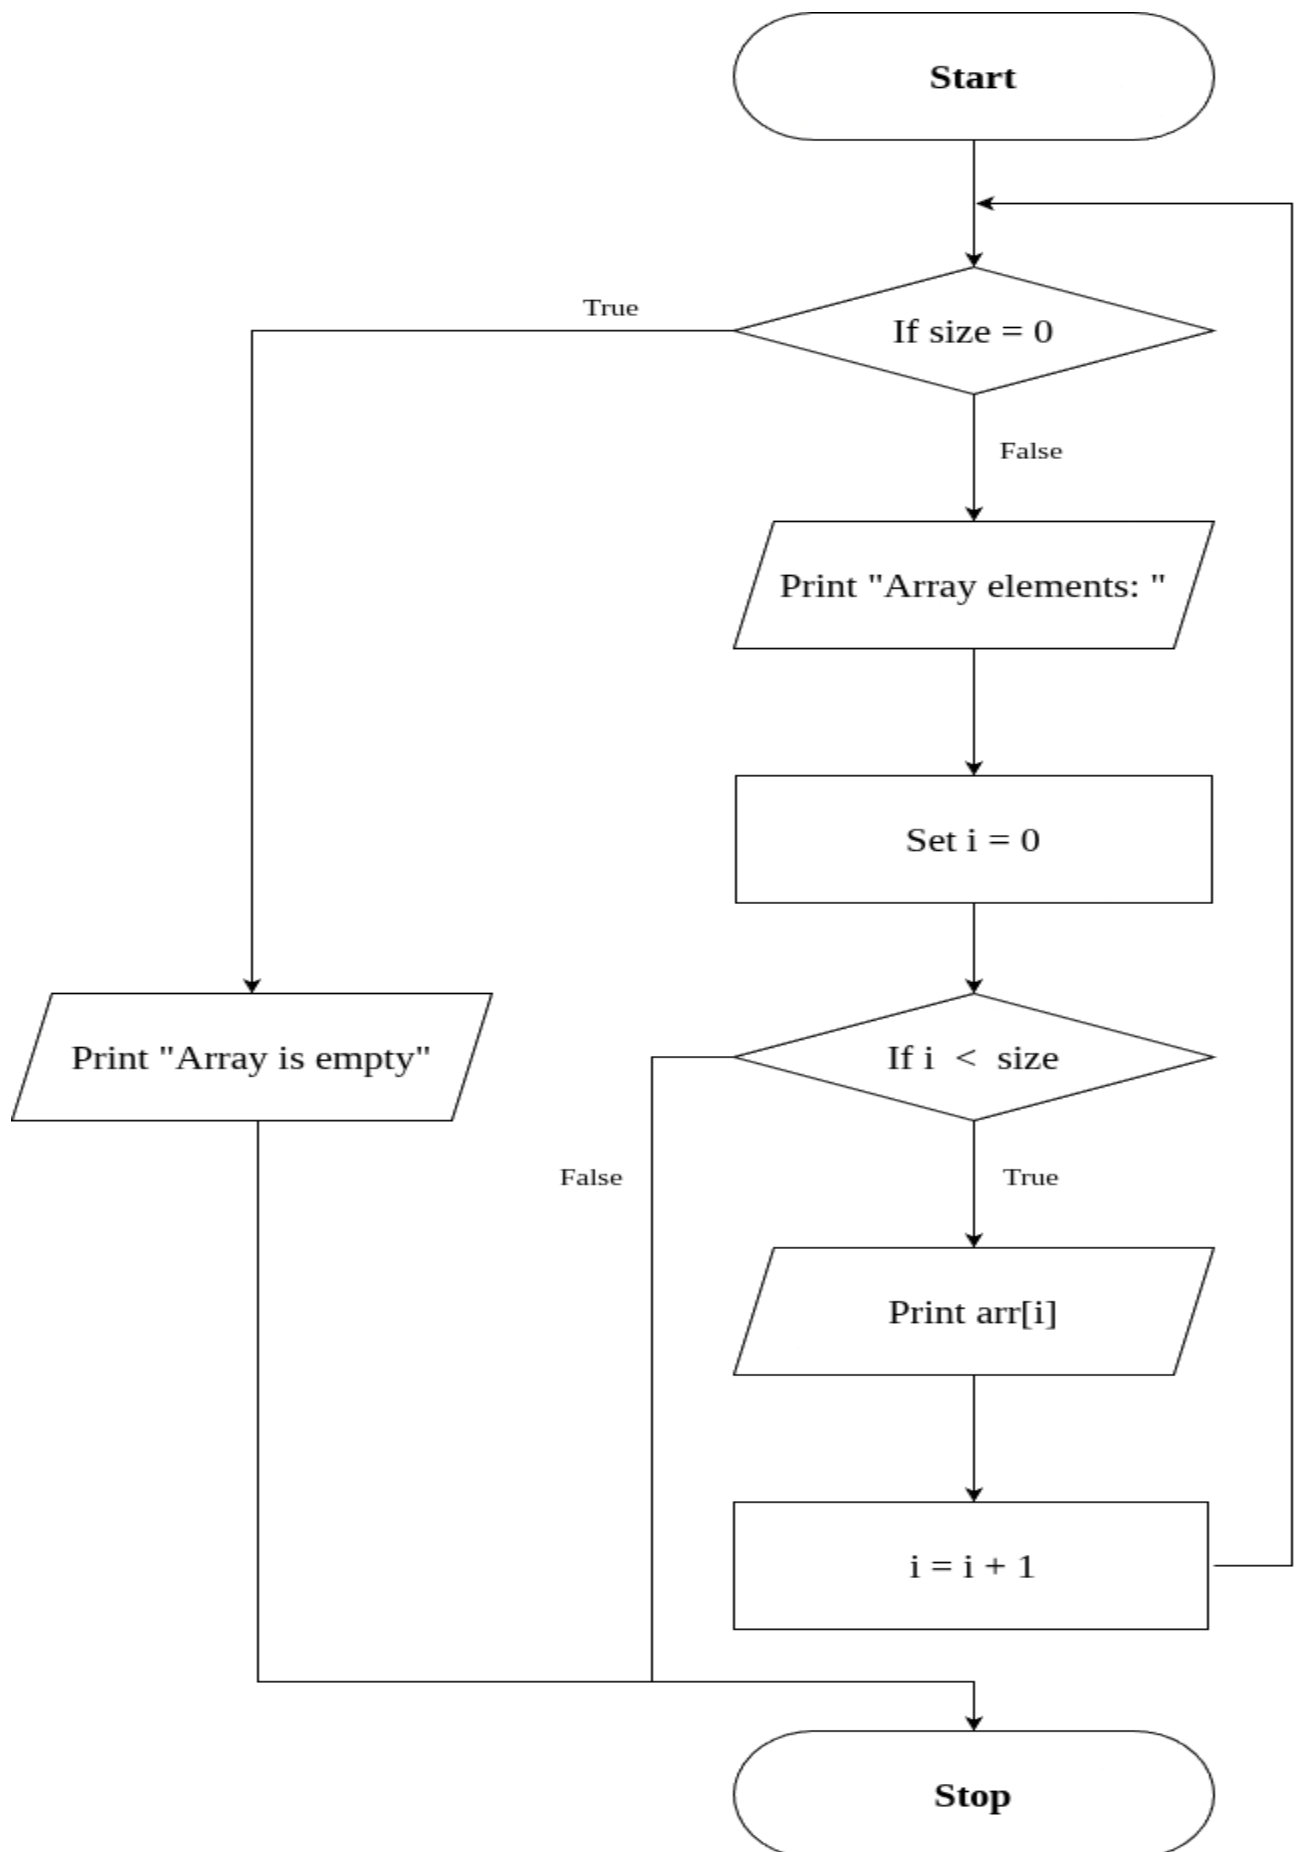 Start
True
If size = 0
False
Print "Array elements: "
Set i = 0
Print "Array is empty"
If i < size
False
True
Print arr[i]
i = i + 1
Stop